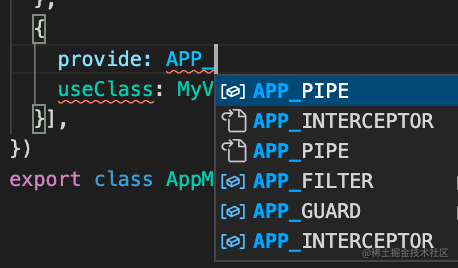 },
{
provide: APP_
useClass: MyV
}],
})
export class AppM
APP_PIPE
APP_INTERCEPTOR
APP_PIPE
APP_FILTER
APP_GUARD
APP_INTERCEPTOR
@稀土掘金技术社区